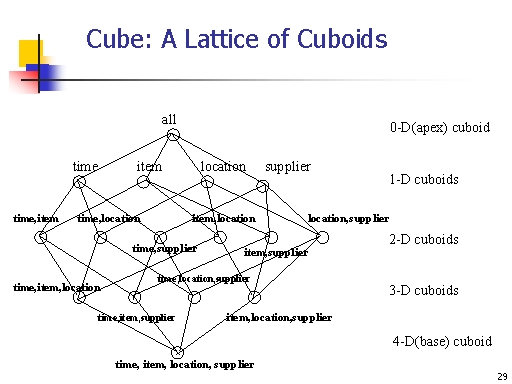 Cube: A Lattice of Cuboids
all
0-D(apex) cuboid
time item location supplier
1-D cuboids
time,item time,location item,location location,supplier
time,supplier item,supplier
2-D cuboids
time,item,location time,location,supplier
3-D cuboids
time,item,supplier item,location,supplier
4-D(base) cuboid
time, item, location, supplier
29